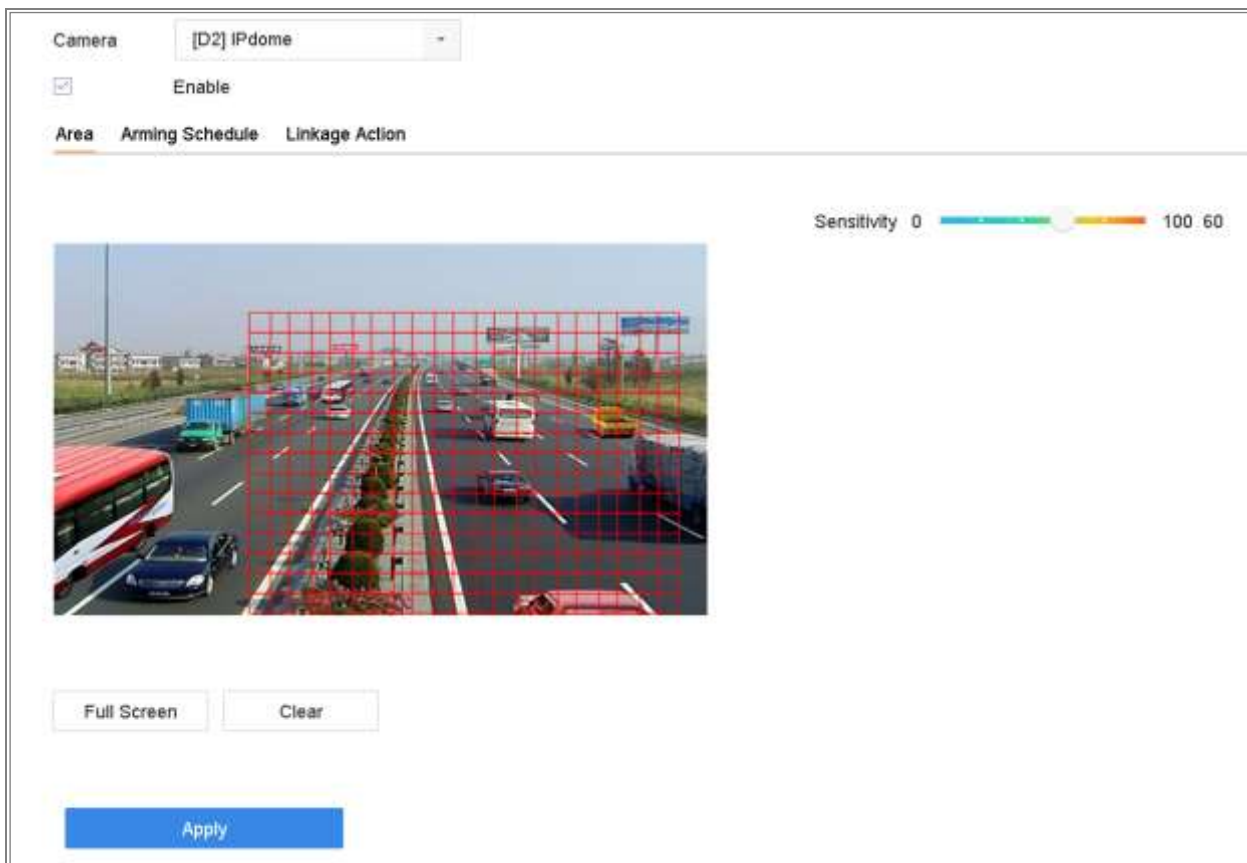 Camera [D2] IPdome
Enable
Area Arming Schedule Linkage Action
Sensitivity 0 100 60
Full Screen Clear
Apply